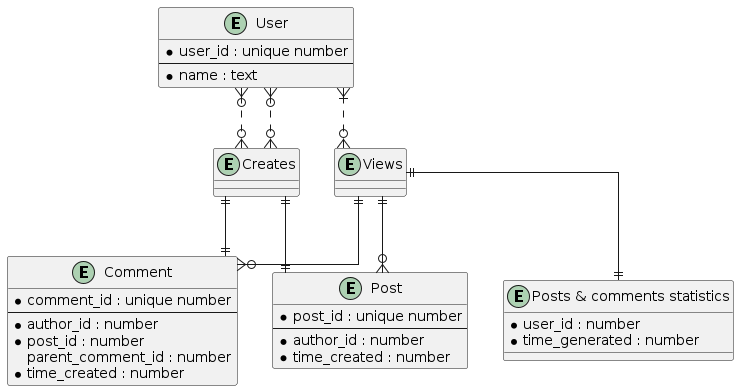 E User
* user_id : unique number
* name : text
E Creates
E Views
E Comment
* comment_id : unique number
* author_id : number
* post_id : number
parent_comment_id : number
* time_created : number
E Post
* post_id : unique number
* author_id : number
* time_created : number
E Posts & comments statistics
* user_id : number
* time_generated : number